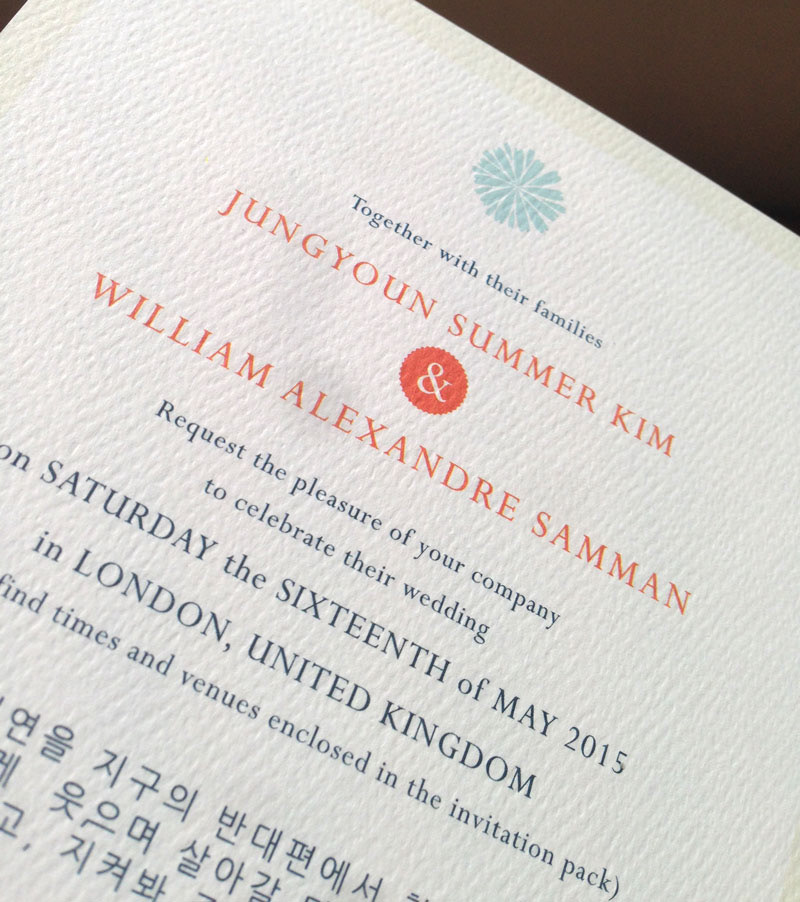 Together with their families
JUNGYOUN SUMMER KIM
&
WILLIAM ALEXANDRE SAMMAN
Request the pleasure of your company
to celebrate their wedding
on SATURDAY the SIXTEENTH of MAY 2015
in LONDON, UNITED KINGDOM
find times and venues enclosed in the invitation pack)
연을 지구의 반대편에서
웃으며 살아갈
고, 지켜봐